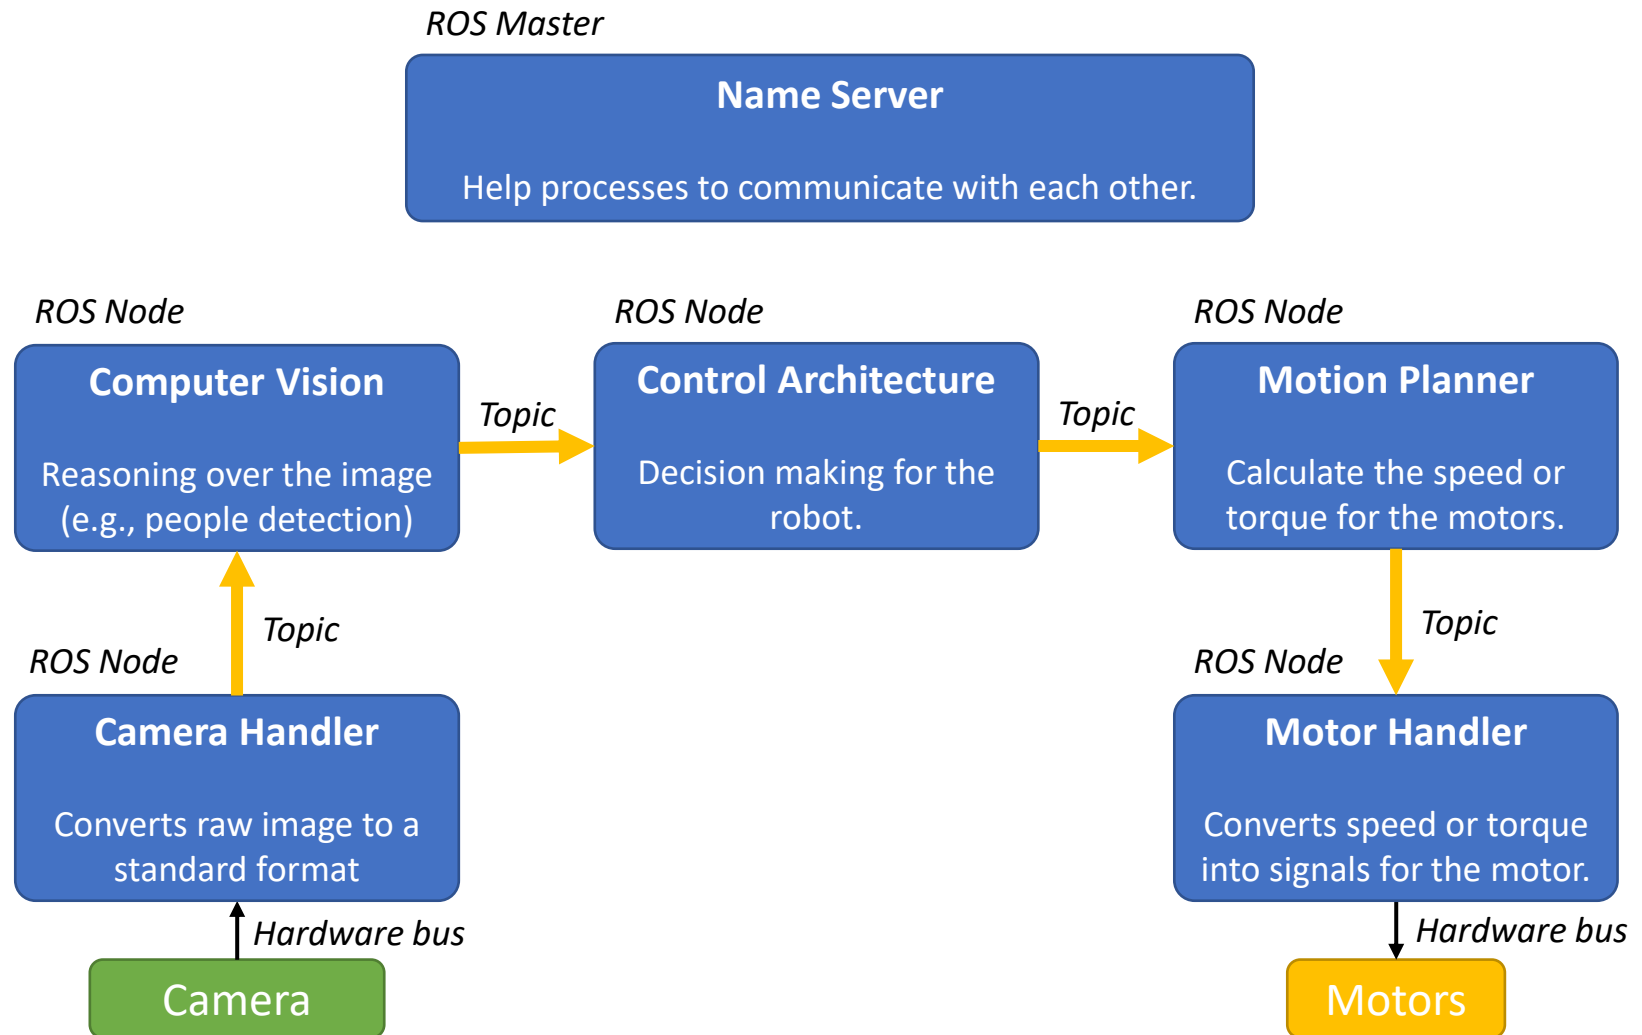 ROS Master
Name Server
Help processes to communicate with each other.
ROS Node
Computer Vision
Reasoning over the image
(e.g., people detection)
Topic
ROS Node
Control Architecture
Decision making for the
robot.
Topic
ROS Node
Motion Planner
Calculate the speed or
torque for the motors.
Topic
ROS Node
Camera Handler
Converts raw image to a
standard format
Hardware bus
Camera
Topic
ROS Node
Motor Handler
Converts speed or torque
into signals for the motor.
Hardware bus
Motors